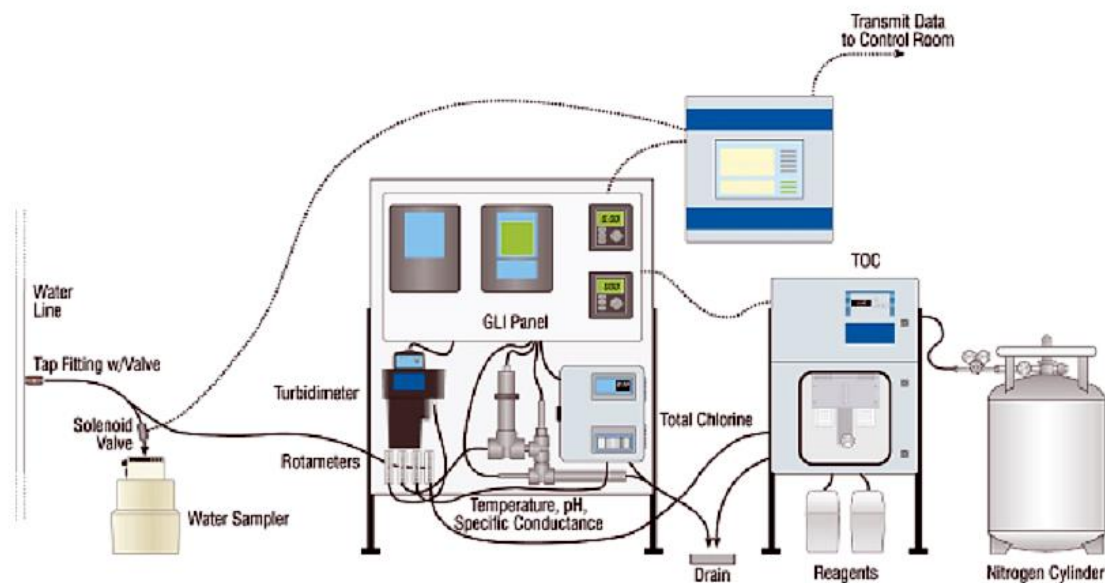 Transmit Data
to Control Room
TOC
Water
Line
GLI Panel
Tap Fitting w/Valve
Turbidimeter
Total Chlorine
Solenoid
Valve
Rotameters
Water Sampler
Temperature, pH,
Specific Conductance
Drain
Reagents
Nitrogen Cylinder